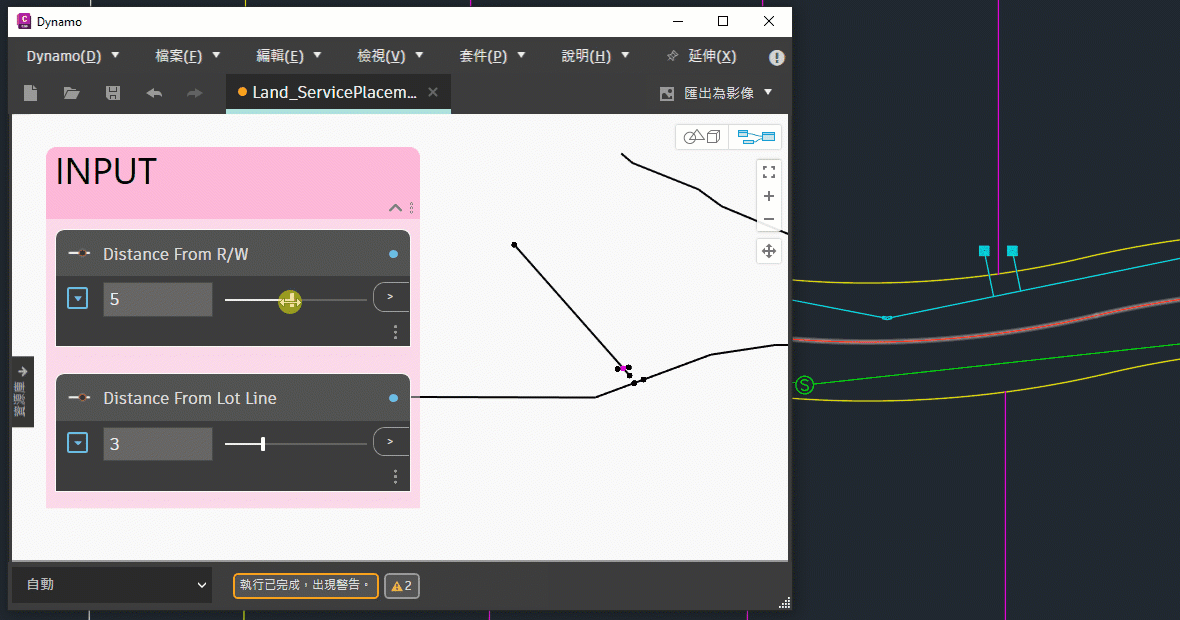 Dynamo
Dynamo(D) 檔案(F) 編輯(E) 檢視(V) 套件(P) 說明(H) 延伸(X)
Land_ServicePlacem... 匯出為影像
INPUT
Distance From R/W
5
>
Distance From Lot Line
3
>
資源庫
自動 執行已完成，出現警告。 2
S